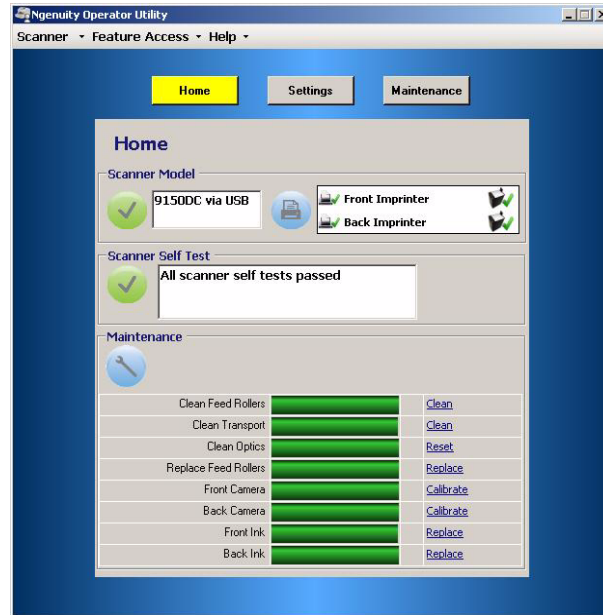 Ngenuity Operator Utility
Scanner Feature Access Help
Home Settings Maintenance
Home
Scanner Model
9150DC via USB
Front Imprinter
Back Imprinter
Scanner Self Test
All scanner self tests passed
Maintenance
Clean Feed Rollers Clean
Clean Transport Clean
Clean Optics Reset
Replace Feed Rollers Replace
Front Camera Calibrate
Back Camera Calibrate
Front Ink Replace
Back Ink Replace